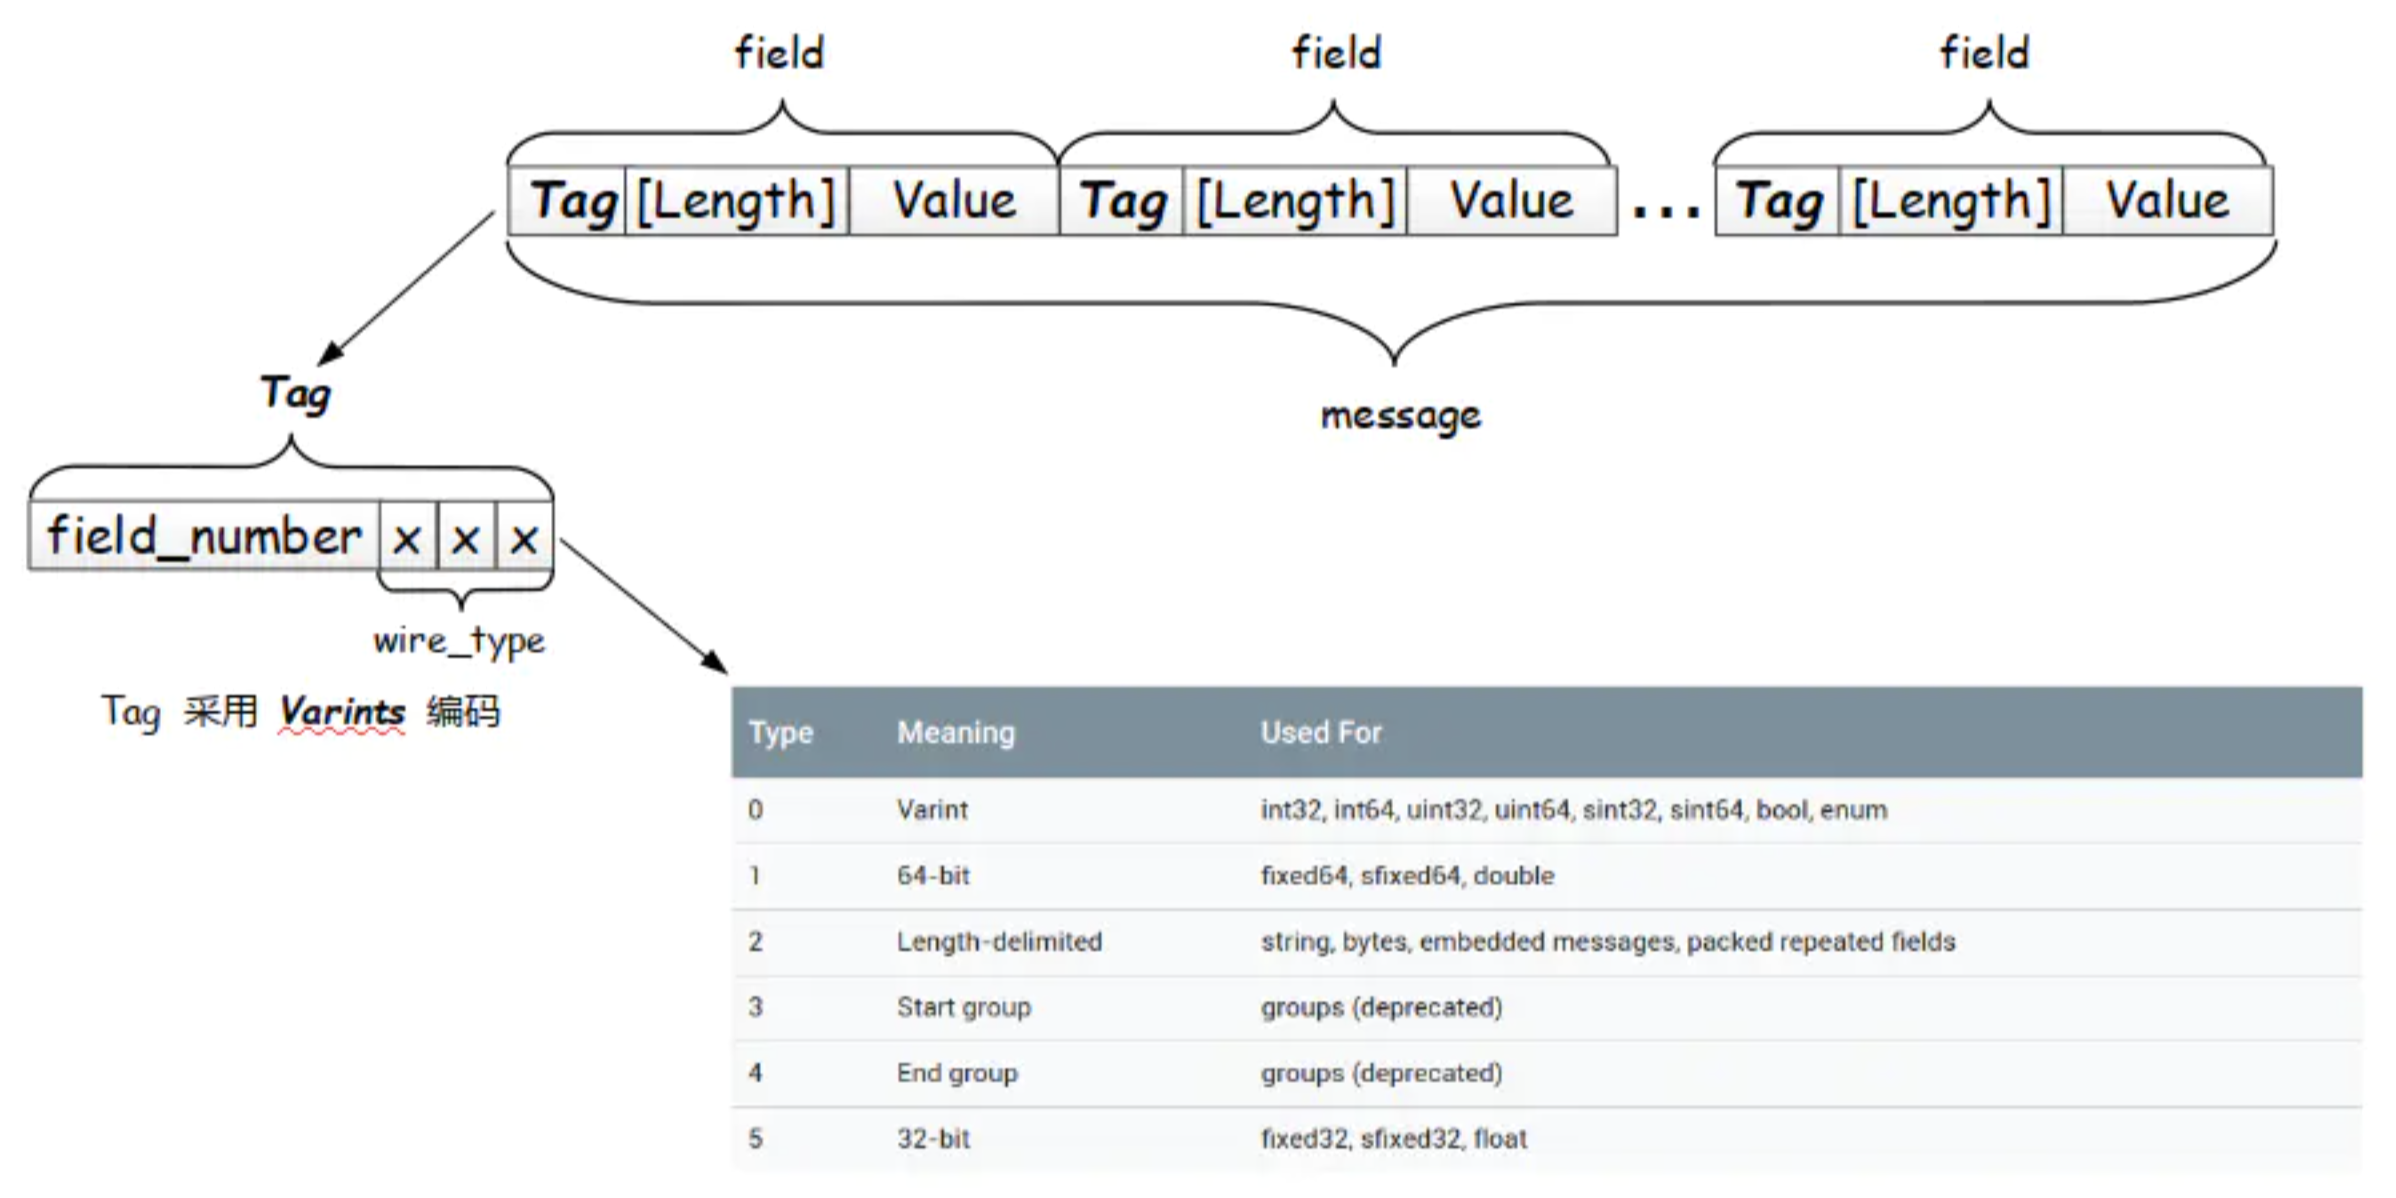 field field field
Tag [Length] Value Tag [Length] Value ... Tag [Length] Value
message
Tag
field_number x x x
wire_type
Tag 采用 Varints 编码
Type Meaning Used For
0 Varint int32, int64, uint32, uint64, sint32, sint64, bool, enum
1 64-bit fixed64, sfixed64, double
2 Length-delimited string, bytes, embedded messages, packed repeated fields
3 Start group groups (deprecated)
4 End group groups (deprecated)
5 32-bit fixed32, sfixed32, float